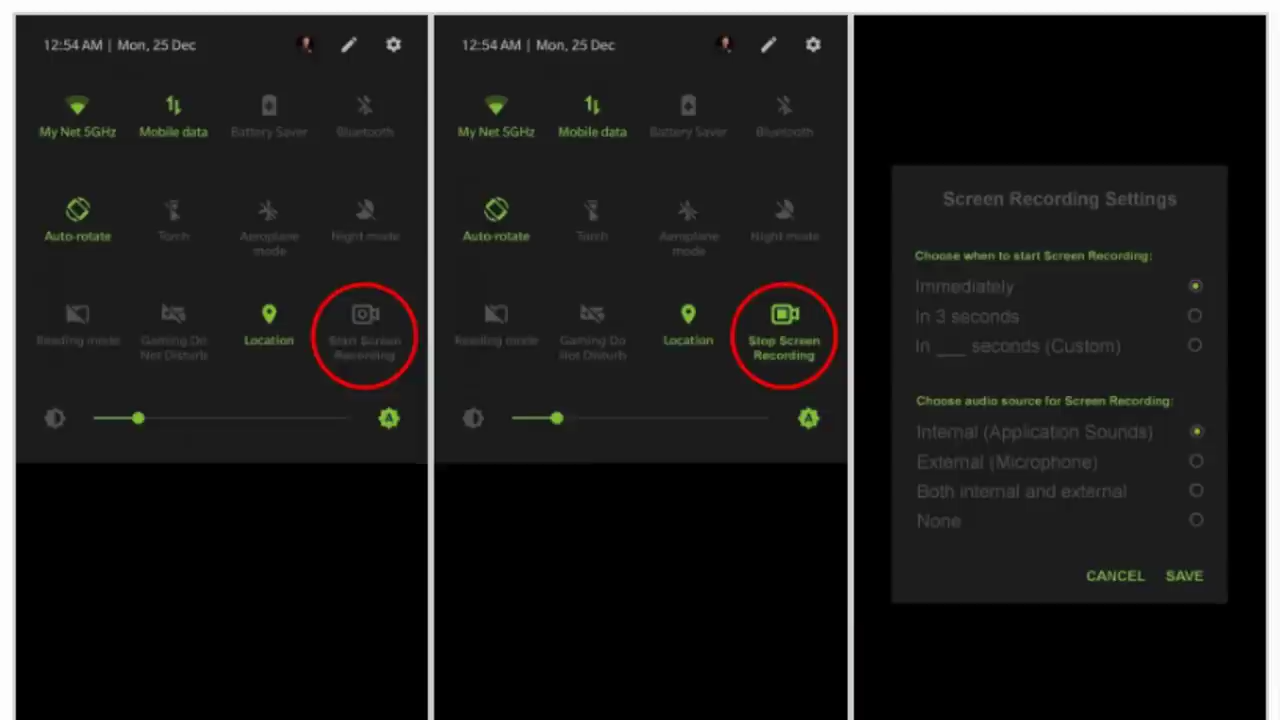 12:54 AM | Mon, 25 Dec
My Net 5GHz
Mobile data
Battery Saver
Bluetooth
Auto-rotate
Torch
Aeroplane
mode
Night mode
Reading mode
Gaming Do
Not Disturb
Location
Start Screen
Recording
A
12:54 AM | Mon, 25 Dec
My Net 5GHz
Mobile data
Battery Saver
Bluetooth
Auto-rotate
Torch
Aeroplane
mode
Night mode
Reading mode
Gaming Do
Not Disturb
Location
Stop Screen
Recording
A
Screen Recording Settings
Choose when to start Screen Recording:
Immediately
In 3 seconds
In ___ seconds (Custom)
Choose audio source for Screen Recording:
Internal (Application Sounds)
External (Microphone)
Both internal and external
None
CANCEL SAVE